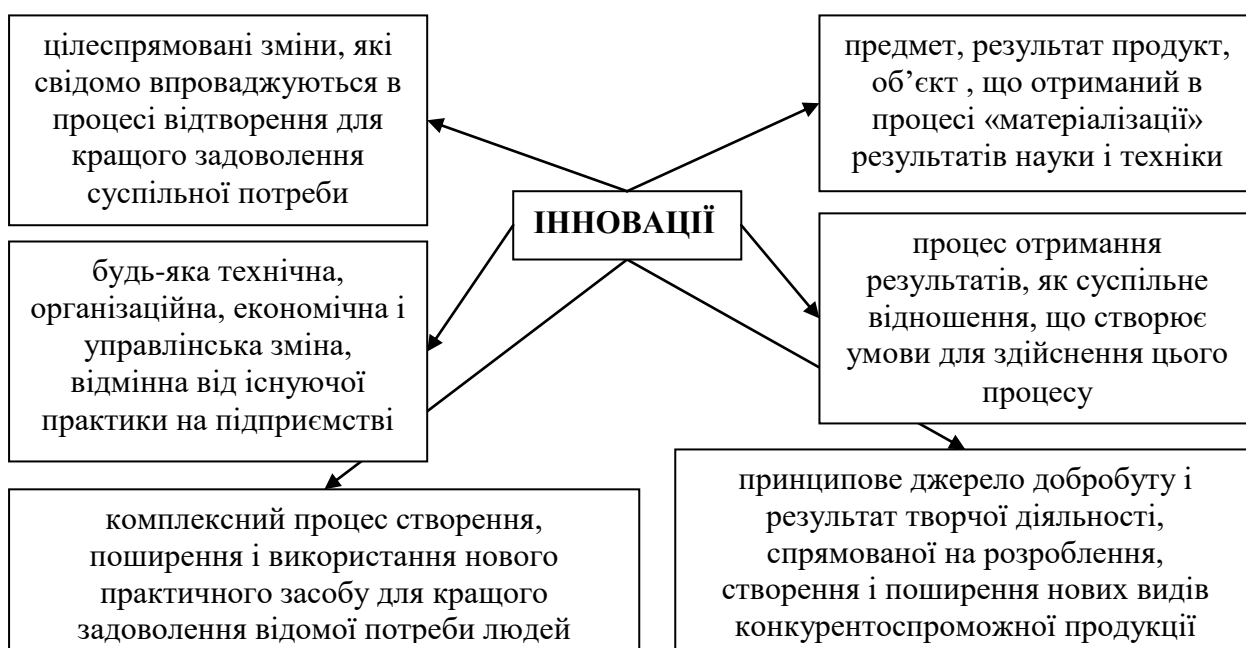 цілеспрямовані зміни, які
свідомо впроваджуються в
процесі відтворення для
кращого задоволення
суспільної потреби
предмет, результат продукт,
об’єкт , що отриманий в
процесі «матеріалізації»
результатів науки і техніки
ІННОВАЦІЇ
будь-яка технічна,
організаційна, економічна і
управлінська зміна,
відмінна від існуючої
практики на підприємстві
процес отримання
результатів, як суспільне
відношення, що створює
умови для здійснення цього
процесу
комплексний процес створення,
поширення і використання нового
практичного засобу для кращого
задоволення відомої потреби людей
принципове джерело добробуту і
результат творчої діяльності,
спрямованої на розроблення,
створення і поширення нових видів
конкурентоспроможної продукції